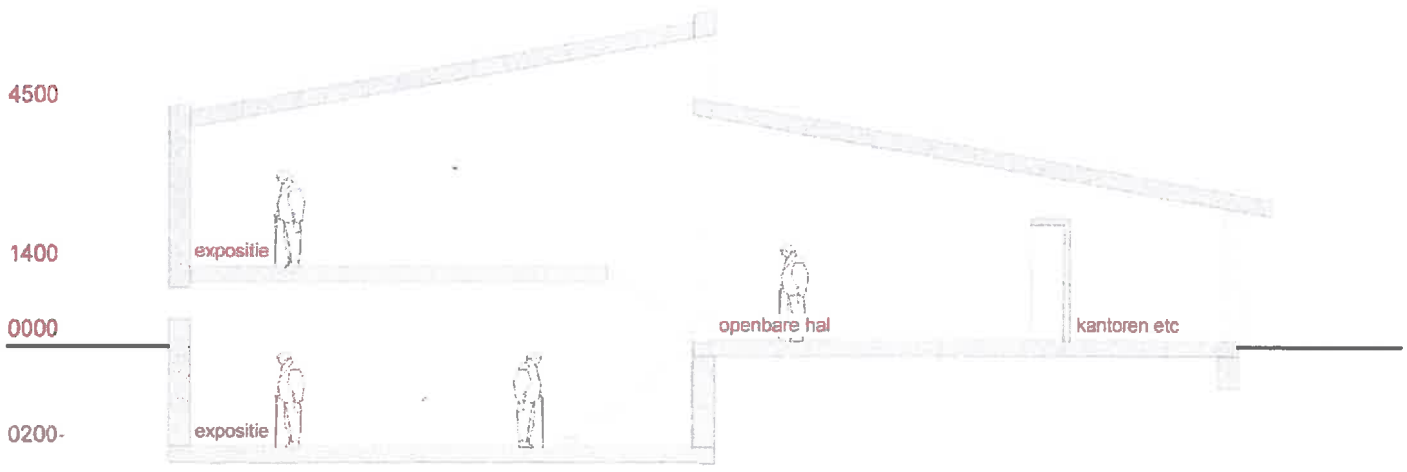 4500
1400
expositie
0000
openbare hal
kantoren etc
0200-
expositie